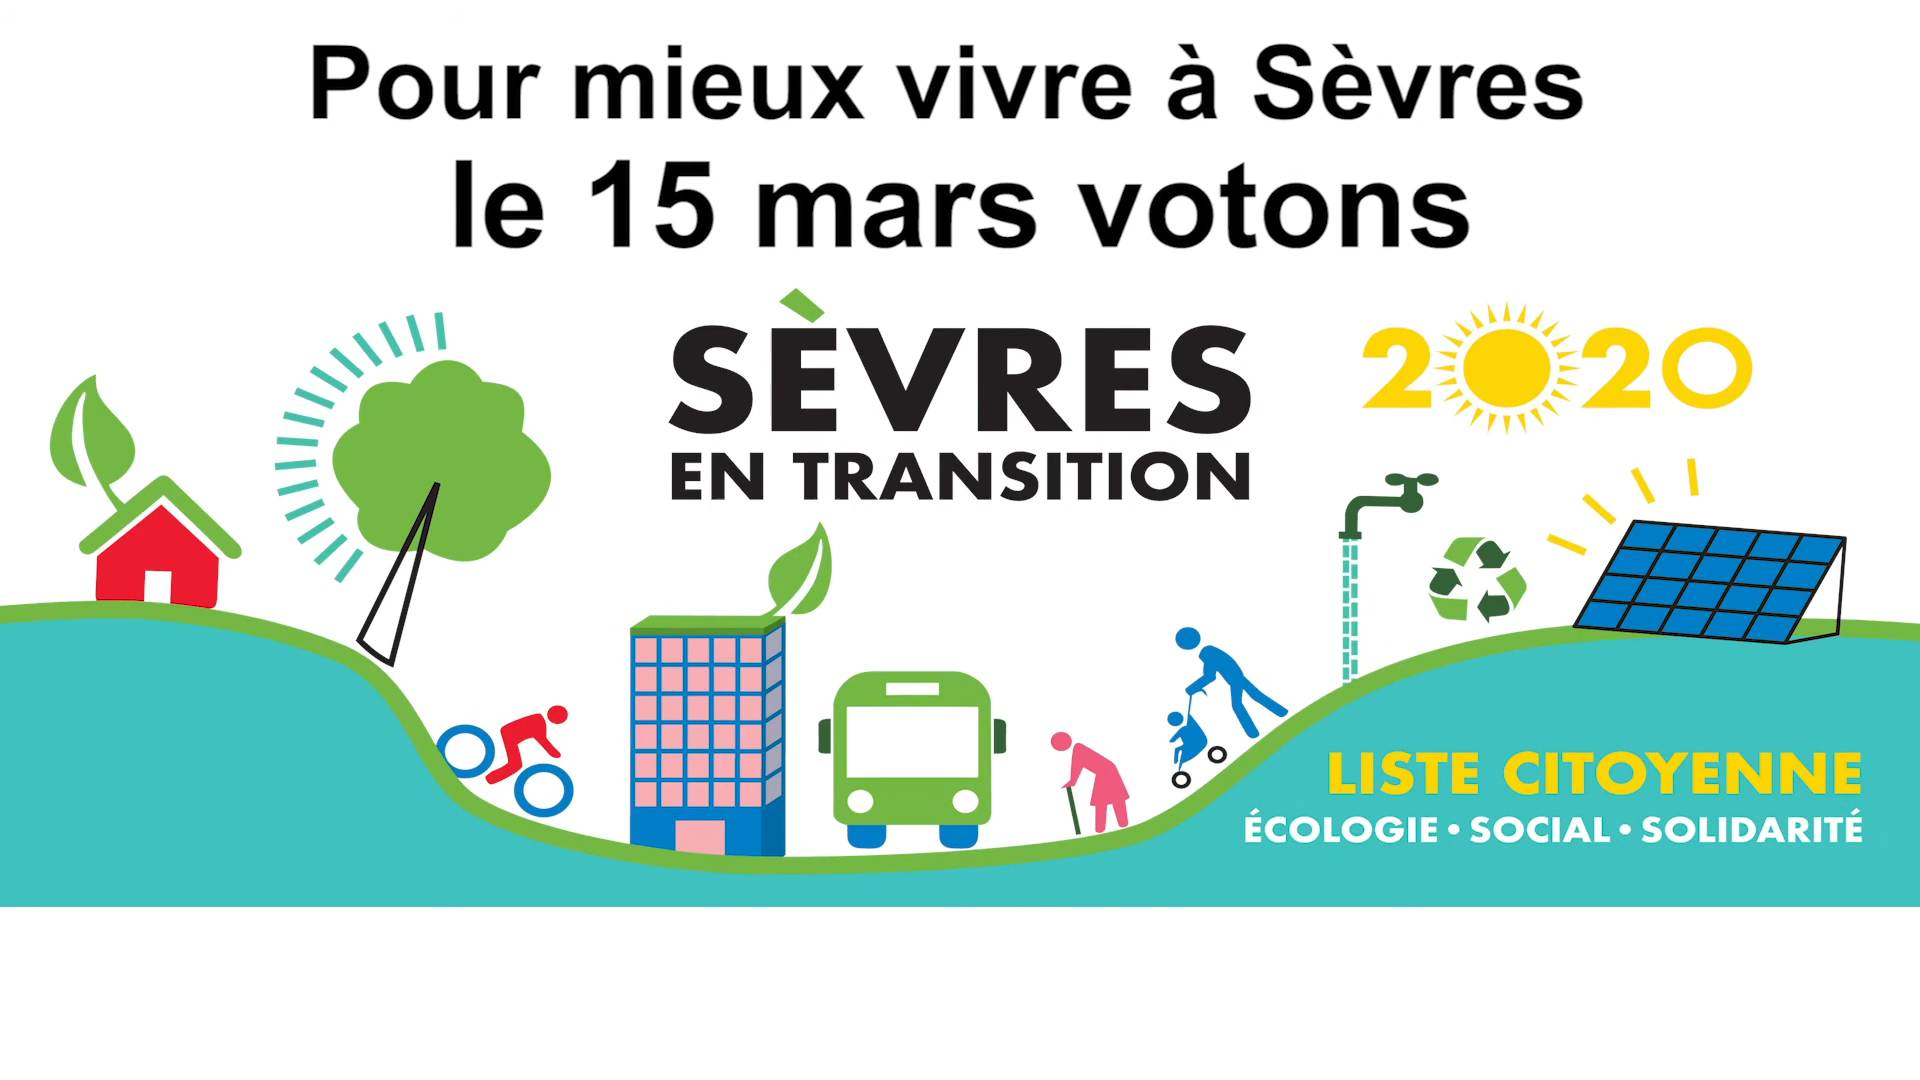 Pour mieux vivre à Sèvres
le 15 mars votons
SÈVRES
EN TRANSITION
2020
LISTE CITOYENNE
ÉCOLOGIE • SOCIAL • SOLIDARITÉ